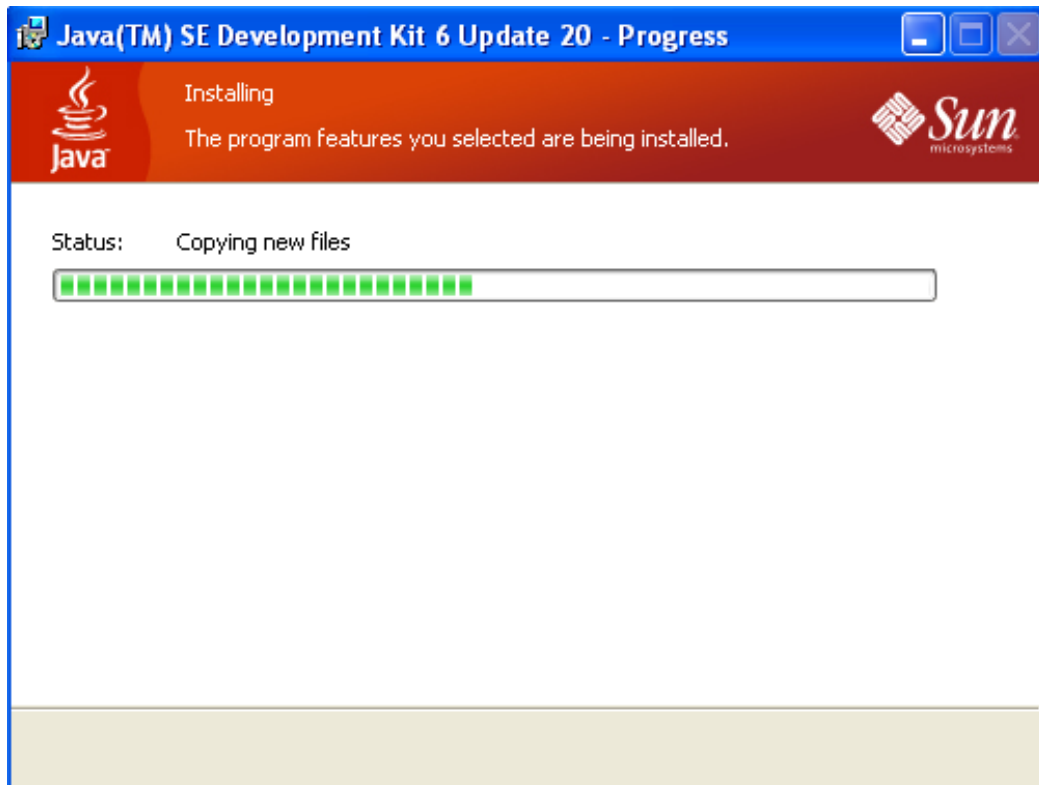 Java(TM) SE Development Kit 6 Update 20 - Progress
Installing
The program features you selected are being installed.
Java™
Sun
microsystems
Status: Copying new files